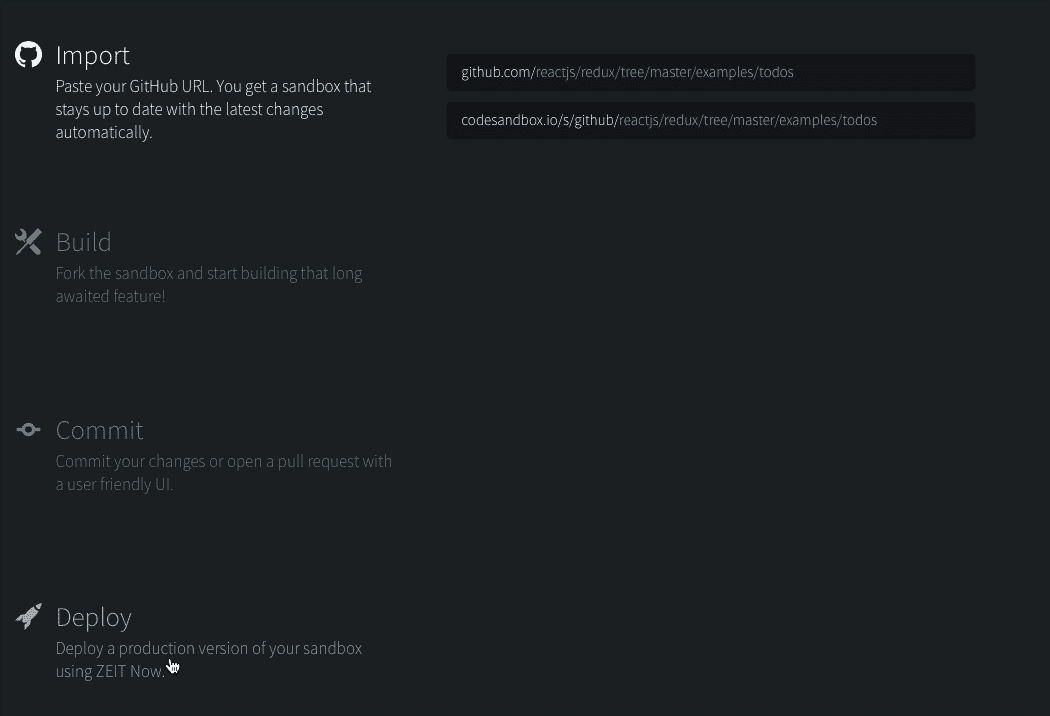 Import
Paste your GitHub URL. You get a sandbox that
stays up to date with the latest changes
automatically.
github.com/reactjs/redux/tree/master/examples/todos
codesandbox.io/s/github/reactjs/redux/tree/master/examples/todos
Build
Fork the sandbox and start building that long
awaited feature!
Commit
Commit your changes or open a pull request with
a user friendly UI.
Deploy
Deploy a production version of your sandbox
using ZEIT Now.